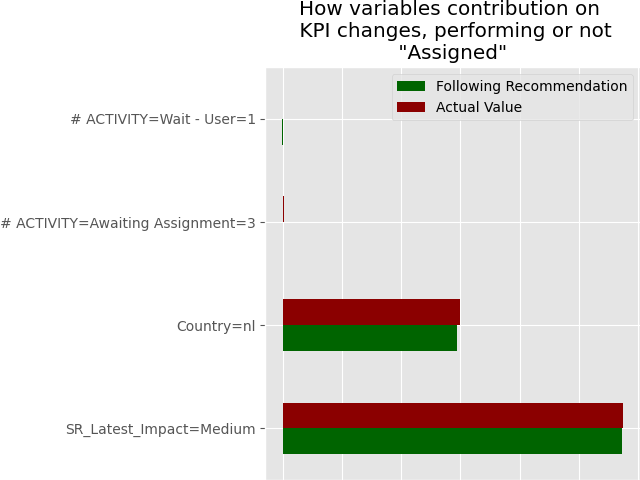 How variables contribution on
KPI changes, performing or not
"Assigned"
Following Recommendation
Actual Value
# ACTIVITY=Wait - User=1
# ACTIVITY=Awaiting Assignment=3
Country=nl
SR_Latest_Impact=Medium